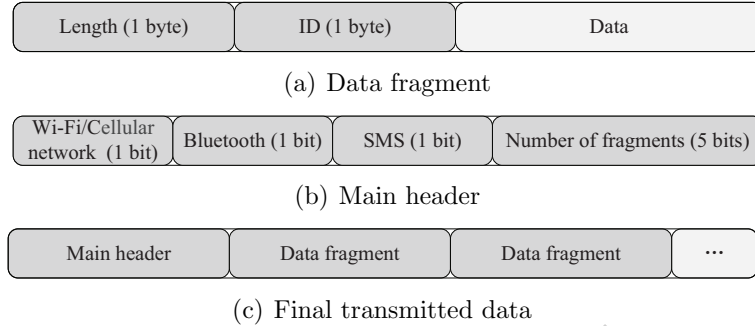 Length (1 byte) ID (1 byte) Data
(a) Data fragment
Wi-Fi/Cellular
network (1 bit) Bluetooth (1 bit) SMS (1 bit) Number of fragments (5 bits)
(b) Main header
Main header Data fragment Data fragment ...
(c) Final transmitted data